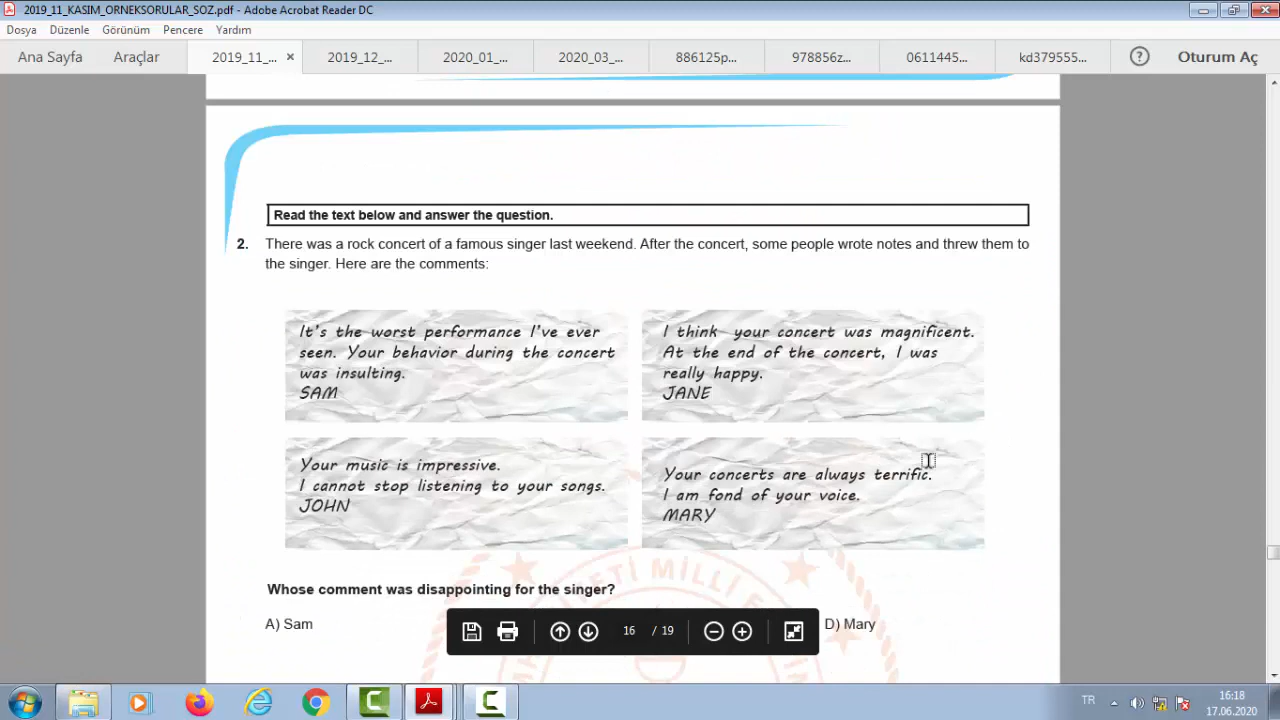 2019_11_KASIM_ORNEKSORULAR_SOZ.pdf - Adobe Acrobat Reader DC
Dosya Düzenle Görünüm Pencere Yardım
Ana Sayfa Araçlar 2019_11_... × 2019_12_... 2020_01_... 2020_03_... 886125p... 978856z... 0611445... kd379555... ? Oturum Aç
Read the text below and answer the question.
2. There was a rock concert of a famous singer last weekend. After the concert, some people wrote notes and threw them to
the singer. Here are the comments:
It's the worst performance I've ever
seen. Your behavior during the concert
was insulting.
SAM
I think your concert was magnificent.
At the end of the concert, I was
really happy.
JANE
Your music is impressive.
I cannot stop listening to your songs.
JOHN
Your concerts are always terrific.
I am fond of your voice.
MARY
Whose comment was disappointing for the singer?
A) Sam D) Mary
16 / 19
TR 16:18
17.06.2020